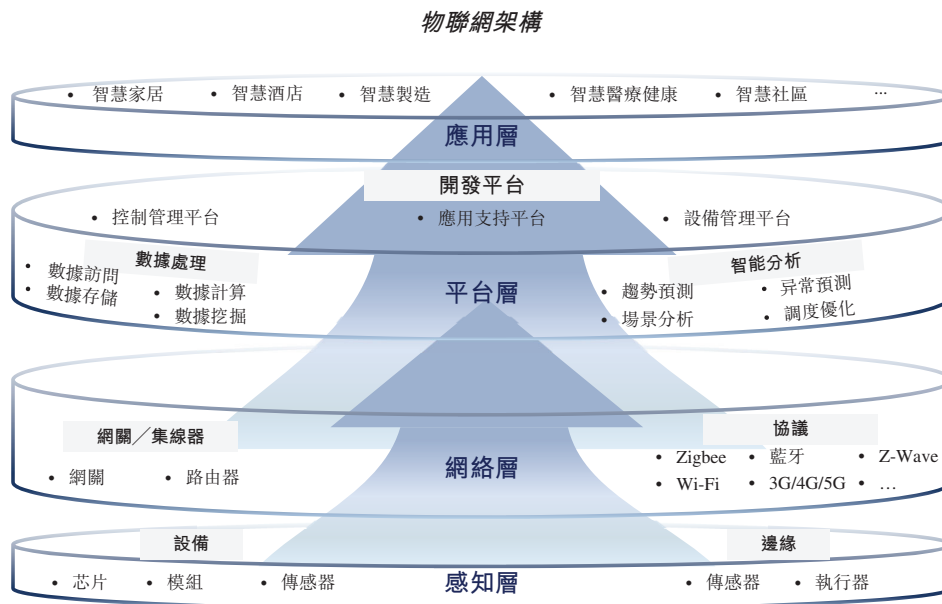 物聯網架構
• 智慧家居 • 智慧酒店 • 智慧製造 • 智慧醫療健康 • 智慧社區 ...
應用層
開發平台
• 控制管理平台 • 應用支持平台 • 設備管理平台
數據處理 智能分析
• 數據訪問 • 數據計算 • 趨勢預測 • 异常預測
• 數據存儲 • 數據挖掘 • 場景分析 • 調度優化
平台層
網關／集線器 協議
• 網關 • 路由器 • Zigbee • 藍牙 • Z-Wave
• Wi-Fi • 3G/4G/5G • ...
網絡層
設備 邊緣
• 芯片 • 模組 • 傳感器 • 傳感器 • 執行器
感知層